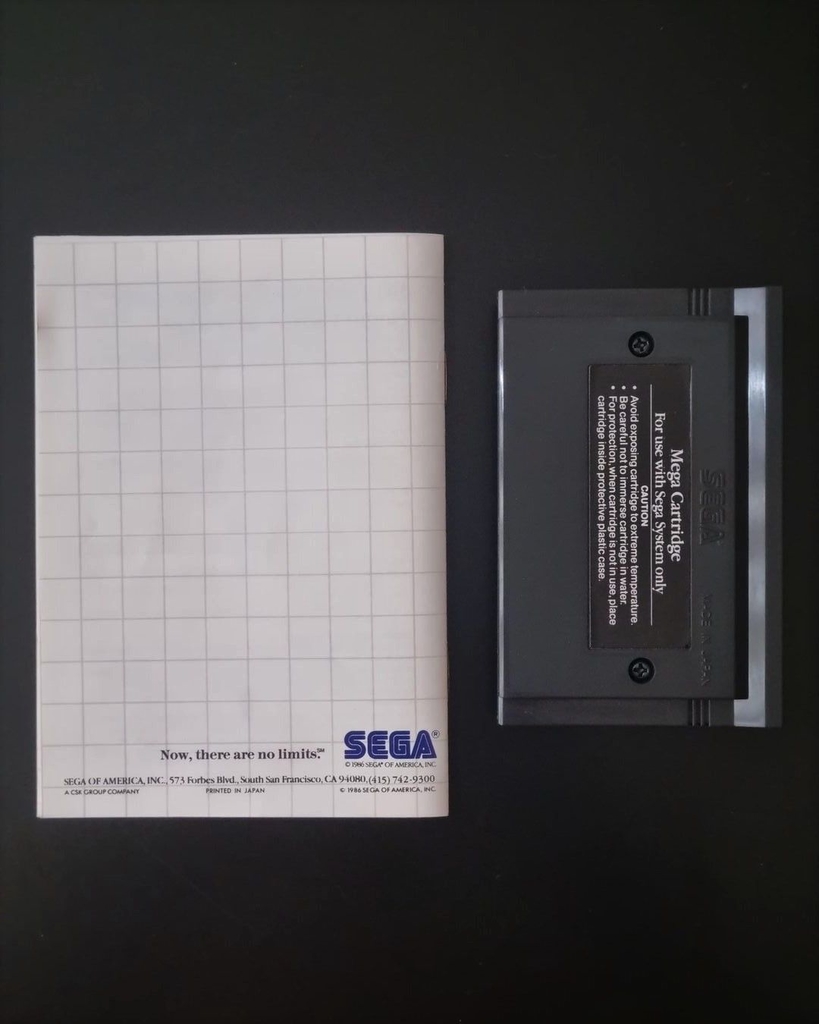 Now, there are no limits.℠
SEGA®
© 1986 SEGA® OF AMERICA, INC.
SEGA OF AMERICA, INC., 573 Forbes Blvd., South San Francisco, CA 94080, (415) 742-9300
A CSK GROUP COMPANY
PRINTED IN JAPAN
© 1986 SEGA OF AMERICA, INC.
SEGA
MADE IN JAPAN
Mega Cartridge
For use with Sega System only
CAUTION
• Avoid exposing cartridge to extreme temperature.
• Be careful not to immerse cartridge in water.
• For protection, when cartridge is not in use, place
cartridge inside protective plastic case.